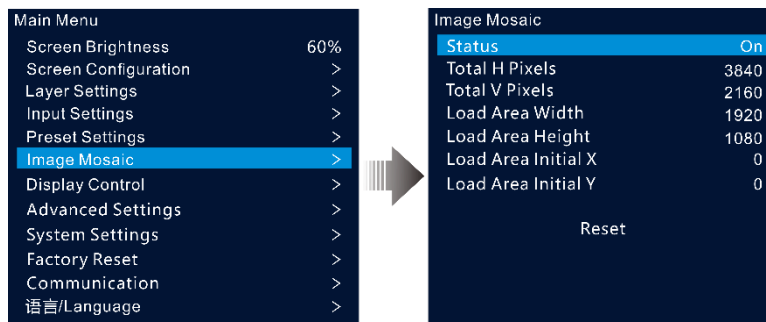 Main Menu
Screen Brightness 60%
Screen Configuration >
Layer Settings >
Input Settings >
Preset Settings >
Image Mosaic >
Display Control >
Advanced Settings >
System Settings >
Factory Reset >
Communication >
语言/Language >
Image Mosaic
Status On
Total H Pixels 3840
Total V Pixels 2160
Load Area Width 1920
Load Area Height 1080
Load Area Initial X 0
Load Area Initial Y 0
Reset